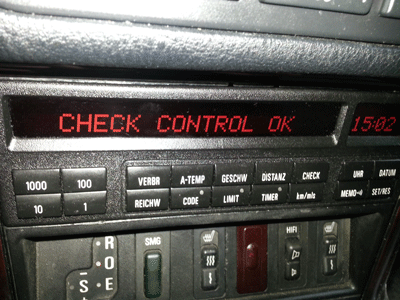 CHECK CONTROL OK 15:02
1000 100 VERBR A-TEMP GESCHW DISTANZ CHECK UHR DATUM
10 1 REICHW CODE LIMIT TIMER km/mls MEMO SET/RES
SMG HIFI
R
O
S E